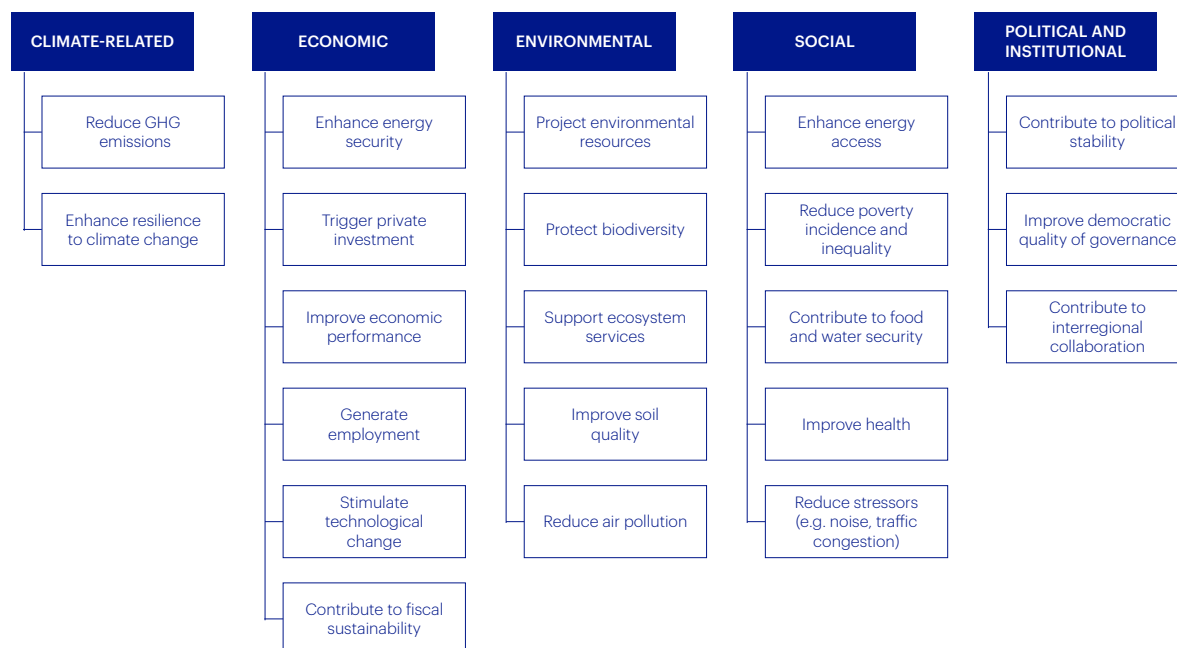 CLIMATE-RELATED
Reduce GHG
emissions
Enhance resilience
to climate change
ECONOMIC
Enhance energy
security
Trigger private
investment
Improve economic
performance
Generate
employment
Stimulate
technological
change
Contribute to fiscal
sustainability
ENVIRONMENTAL
Project environmental
resources
Protect biodiversity
Support ecosystem
services
Improve soil
quality
Reduce air pollution
SOCIAL
Enhance energy
access
Reduce poverty
incidence and
inequality
Contribute to food
and water security
Improve health
Reduce stressors
(e.g. noise, traffic
congestion)
POLITICAL AND
INSTITUTIONAL
Contribute to political
stability
Improve democratic
quality of governance
Contribute to
interregional
collaboration